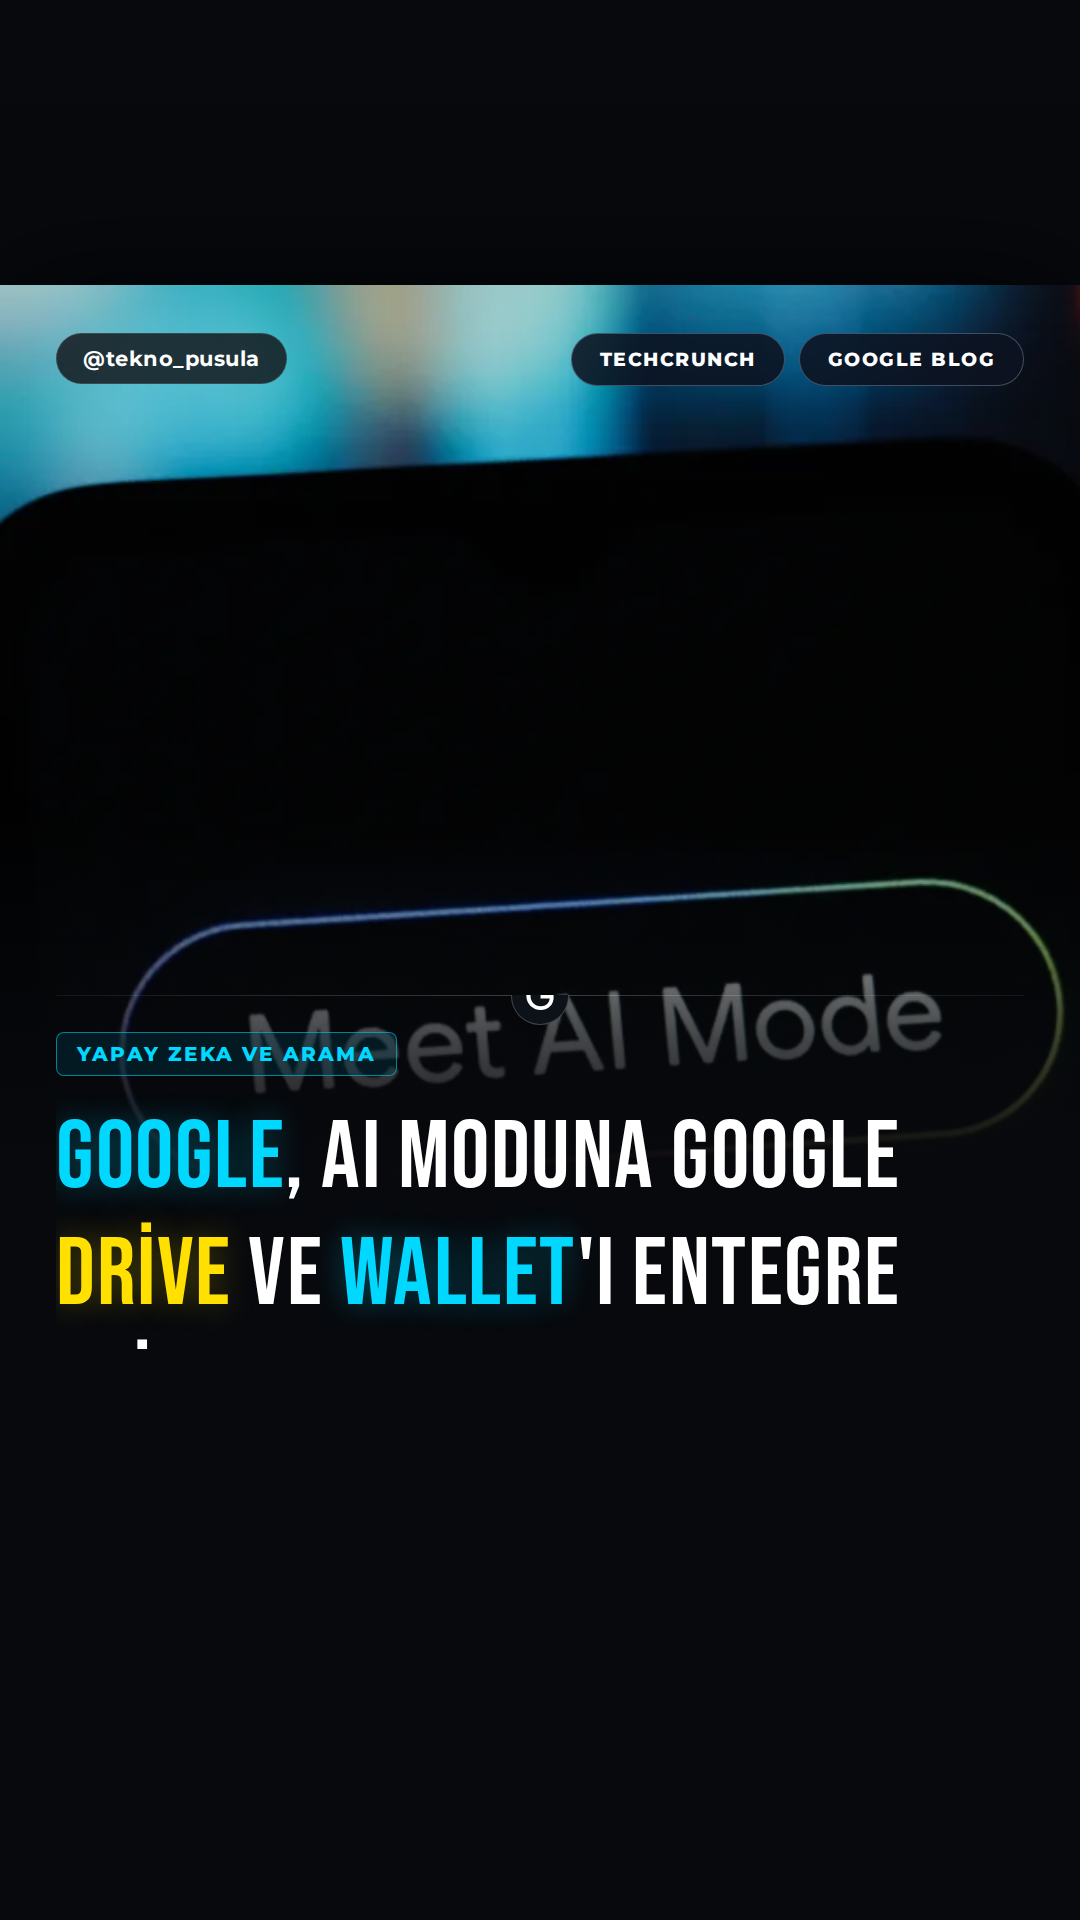 @tekno_pusula
TECHCRUNCH
GOOGLE BLOG
G
Meet AI Mode
YAPAY ZEKA VE ARAMA
GOOGLE, AI MODUNA GOOGLE
DRİVE VE WALLET'I ENTEGRE